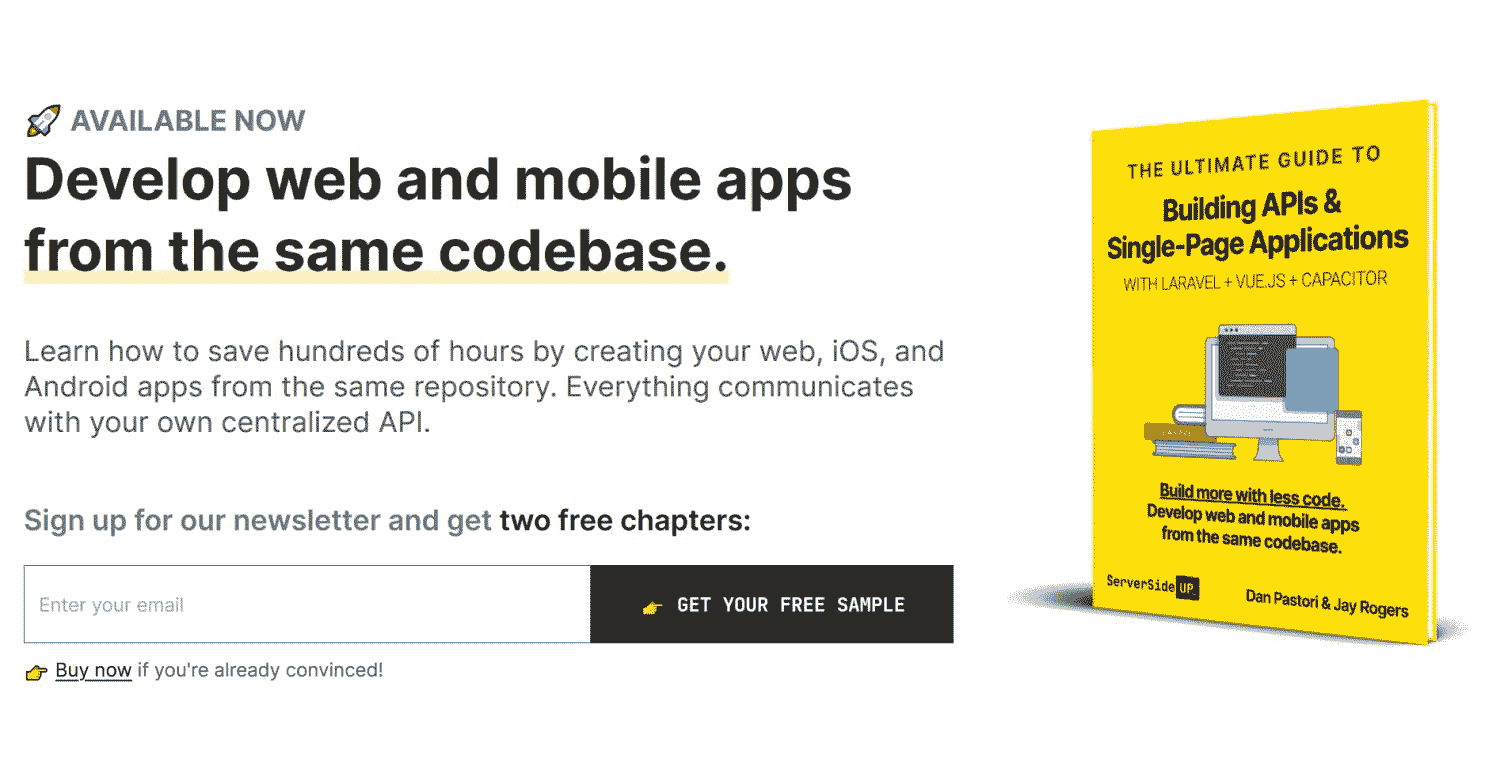 🚀 AVAILABLE NOW
Develop web and mobile apps
from the same codebase.
Learn how to save hundreds of hours by creating your web, iOS, and
Android apps from the same repository. Everything communicates
with your own centralized API.
Sign up for our newsletter and get two free chapters:
Enter your email
👉 GET YOUR FREE SAMPLE
👉 Buy now if you're already convinced!
THE ULTIMATE GUIDE TO
Building APIs &
Single-Page Applications
WITH LARAVEL + VUE.JS + CAPACITOR
Build more with less code.
Develop web and mobile apps
from the same codebase.
ServerSide UP_
Dan Pastori & Jay Rogers